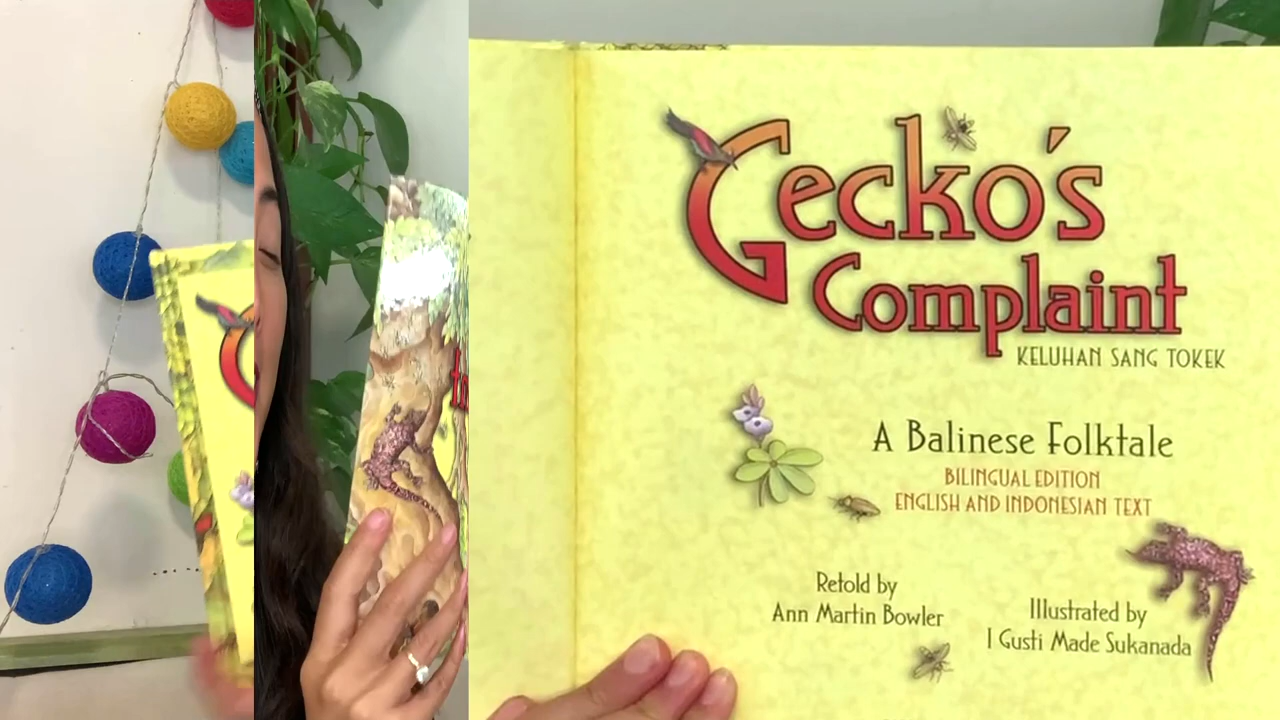 Gecko's
Complaint
KELUHAN SANG TOKEK
A Balinese Folktale
BILINGUAL EDITION
ENGLISH AND INDONESIAN TEXT
Retold by
Ann Martin Bowler
Illustrated by
I Gusti Made Sukanada